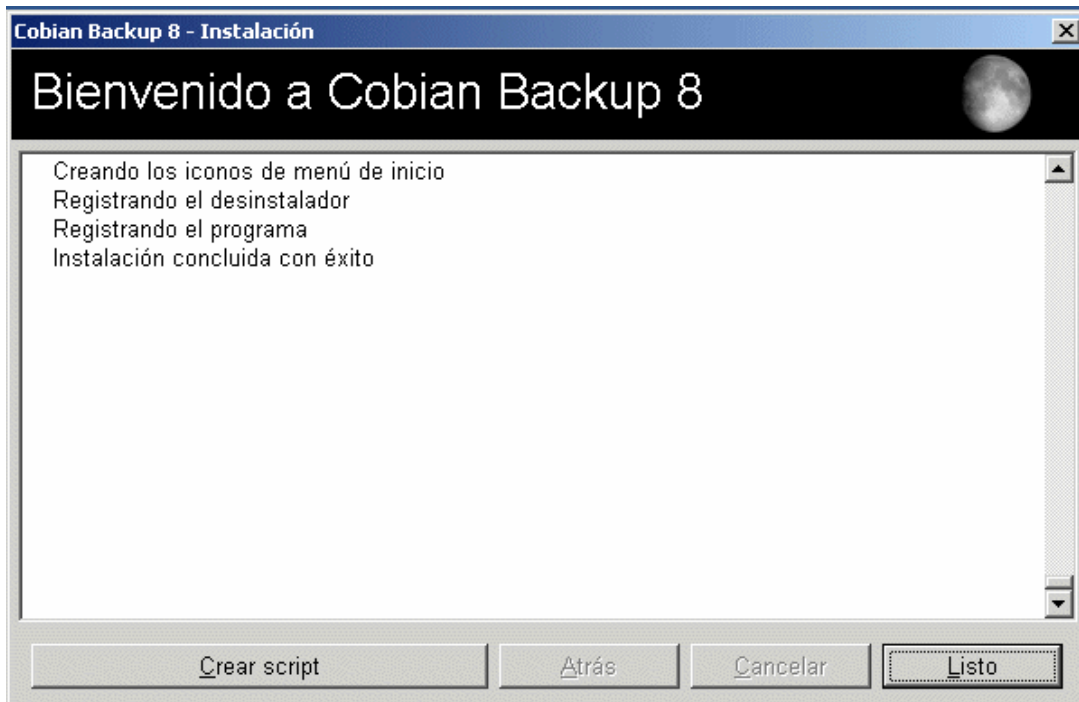 Cobian Backup 8 - Instalación
Bienvenido a Cobian Backup 8
Creando los iconos de menú de inicio
Registrando el desinstalador
Registrando el programa
Instalación concluida con éxito
Crear script
Atrás
Cancelar
Listo